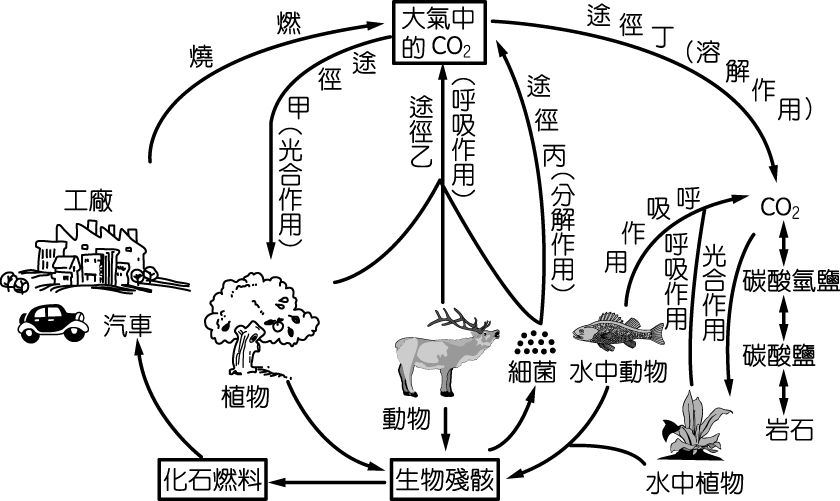 大氣中
的 CO₂
燃燒
途徑甲(光合作用)
途徑乙
(呼吸作用)
途徑丙(分解作用)
途徑丁(溶解作用)
工廠
汽車
植物
動物
細菌
水中動物
呼吸作用
呼吸作用
光合作用
CO₂
碳酸氫鹽
碳酸鹽
岩石
水中植物
化石燃料
生物殘骸